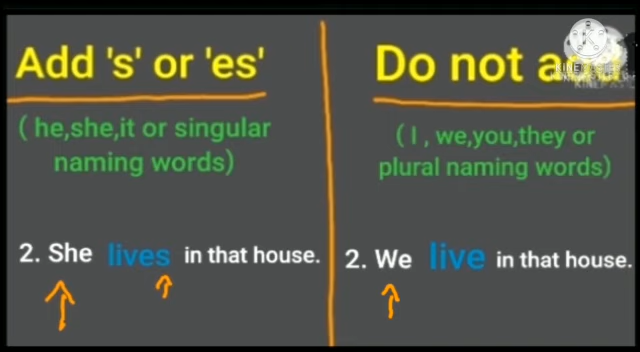 Add 's' or 'es'
( he,she,it or singular
naming words)
2. She lives in that house.
Do not
( I , we,you,they or
plural naming words)
2. We live in that house.